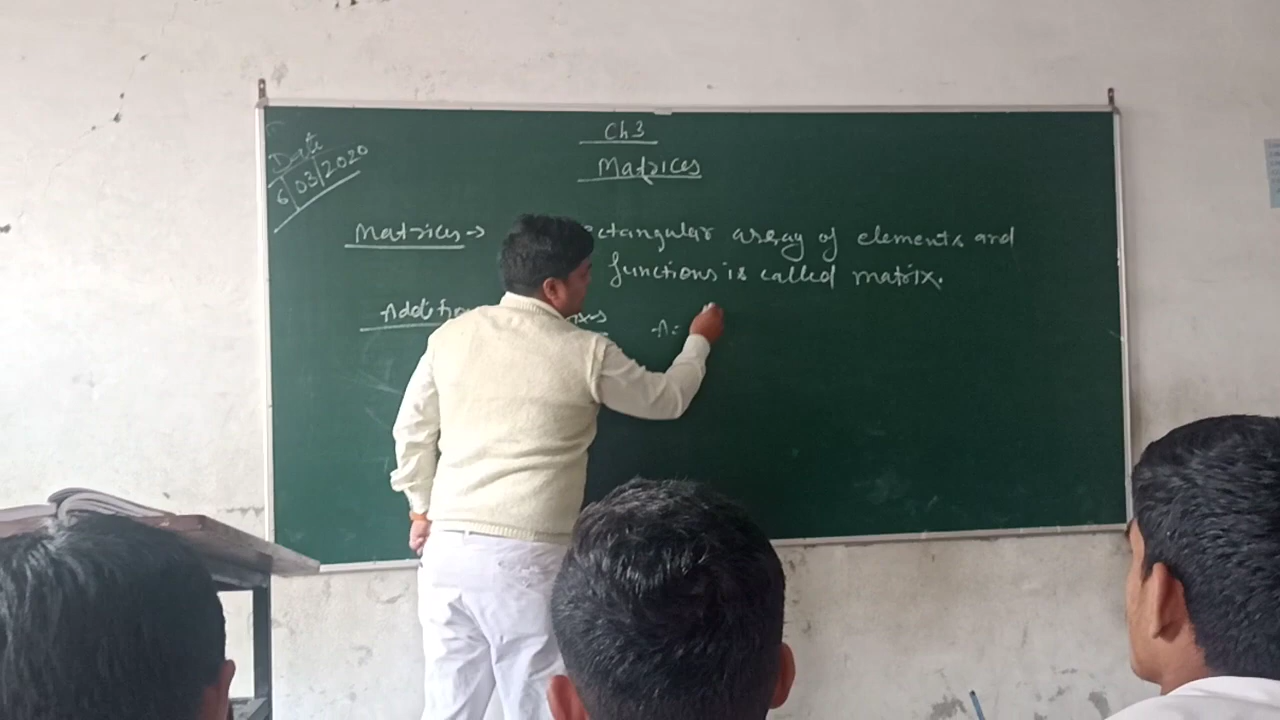 Ch 3
Matrices
Date
6/03/2020
Matrices → ectangular array of elements and
functions is called matrix.
Additio
A =